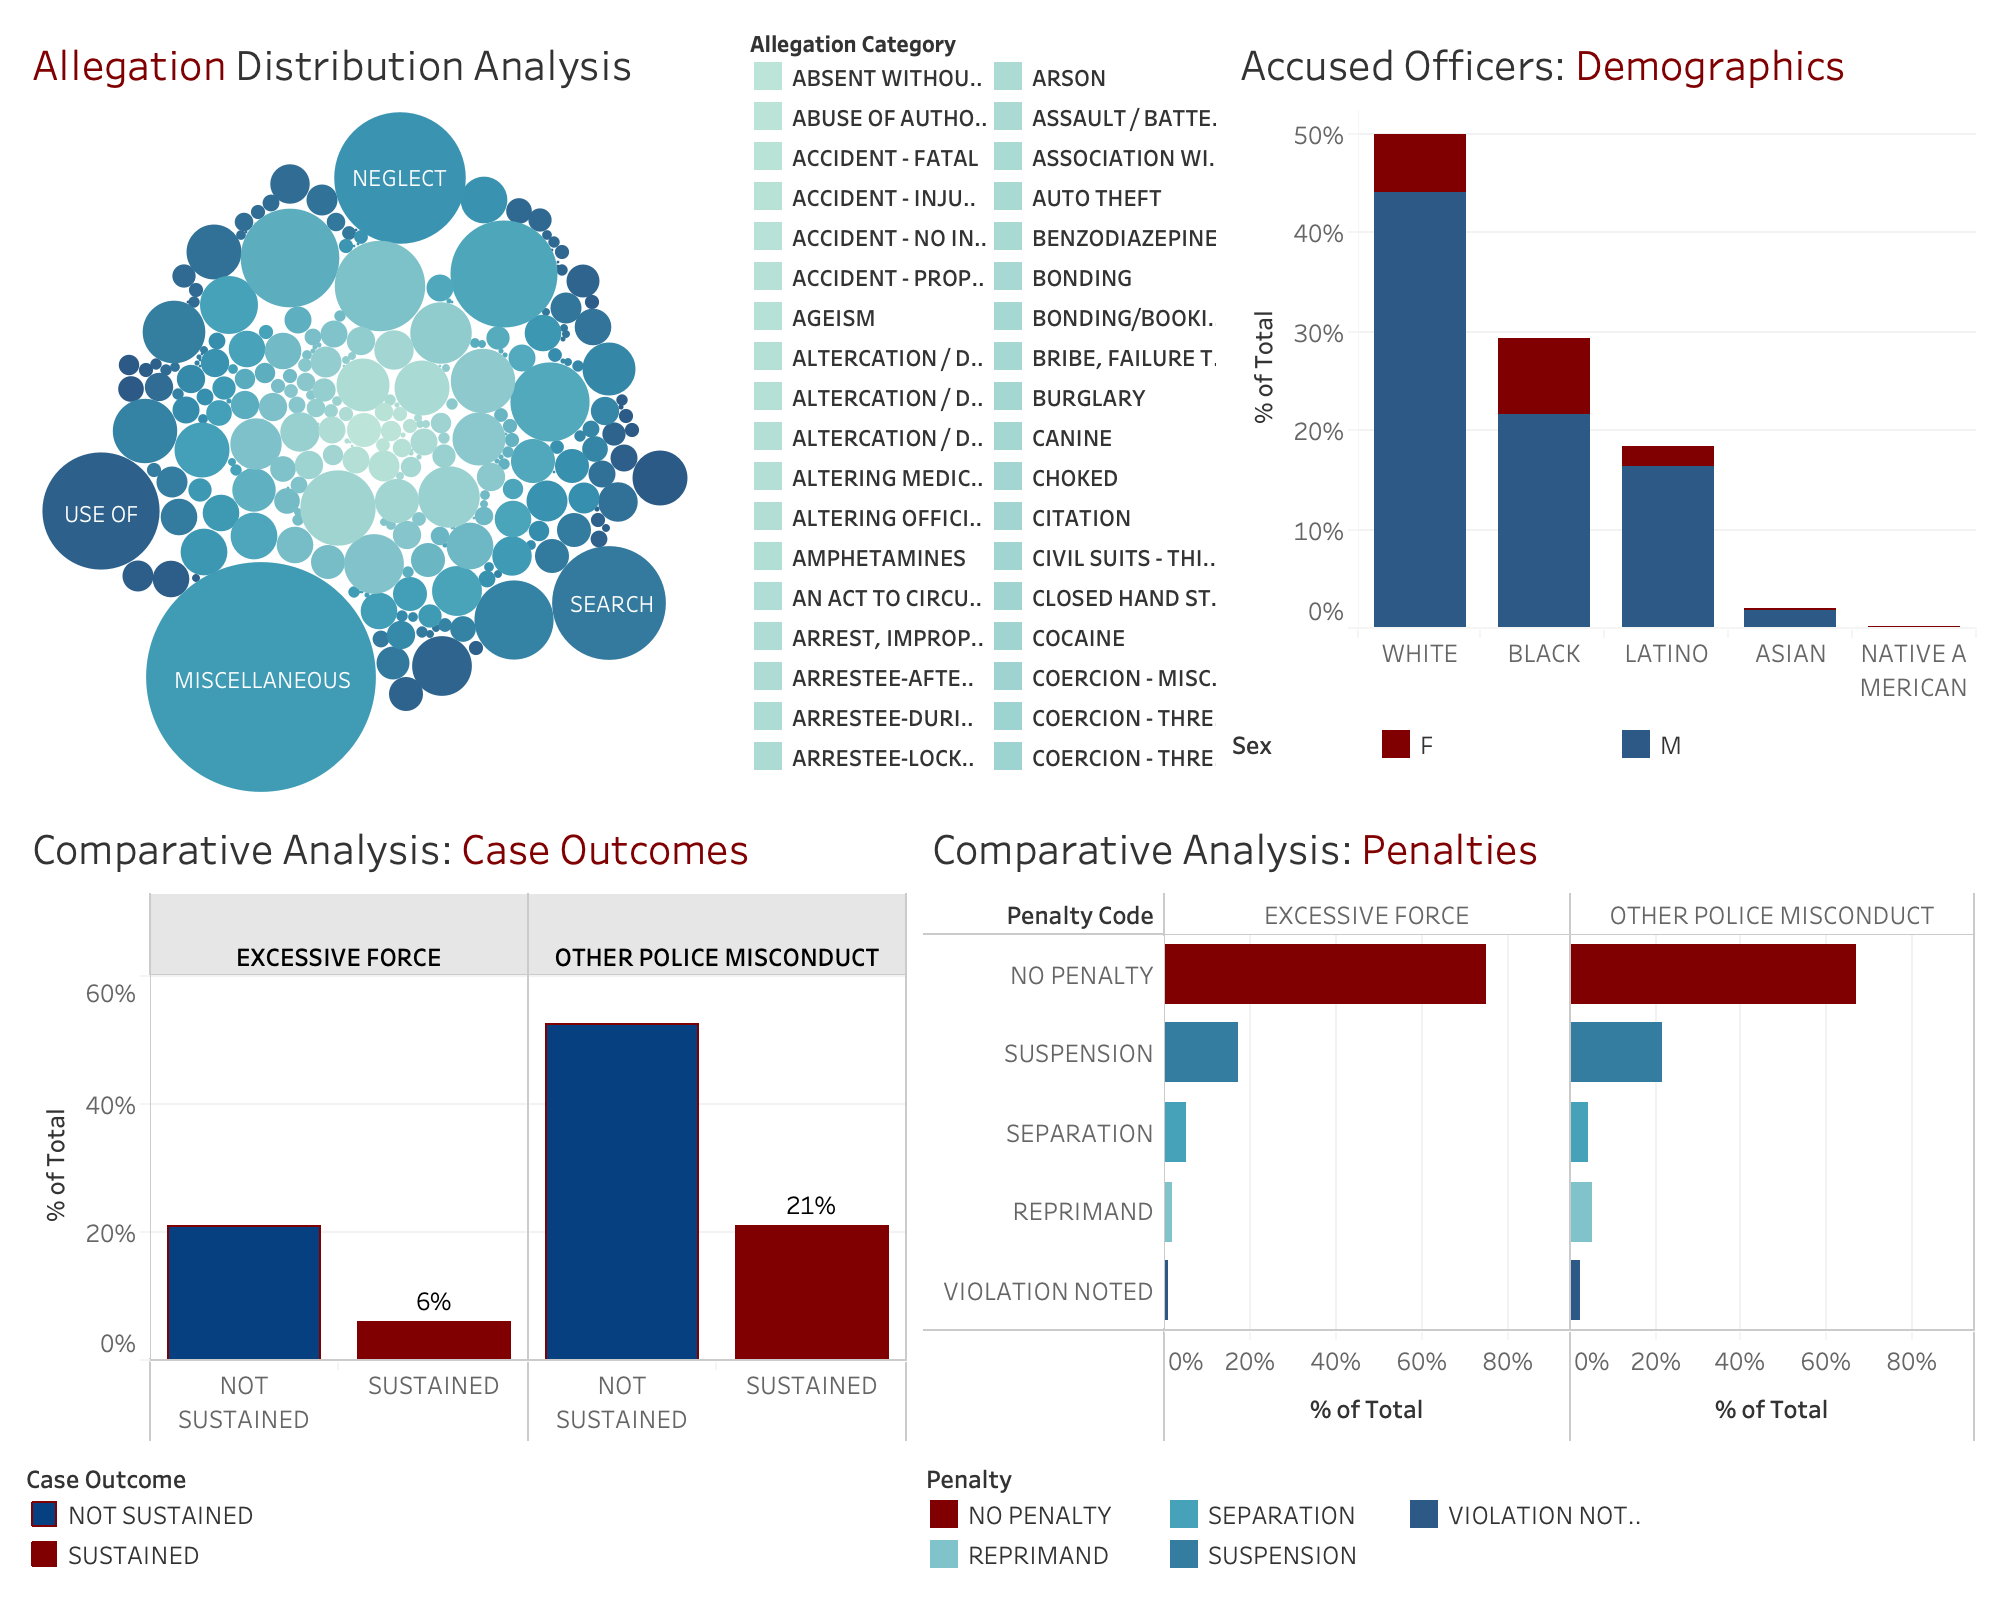 Allegation Distribution Analysis
NEGLECT
USE OF
SEARCH
MISCELLANEOUS
Allegation Category
ABSENT WITHOU..
ABUSE OF AUTHO..
ACCIDENT - FATAL
ACCIDENT - INJU..
ACCIDENT - NO IN..
ACCIDENT - PROP..
AGEISM
ALTERCATION / D..
ALTERCATION / D..
ALTERCATION / D..
ALTERING MEDIC..
ALTERING OFFICI..
AMPHETAMINES
AN ACT TO CIRCU..
ARREST, IMPROP..
ARRESTEE-AFTE..
ARRESTEE-DURI..
ARRESTEE-LOCK..
ARSON
ASSAULT / BATTE.
ASSOCIATION WI.
AUTO THEFT
BENZODIAZEPINE
BONDING
BONDING/BOOKI.
BRIBE, FAILURE T.
BURGLARY
CANINE
CHOKED
CITATION
CIVIL SUITS - THI..
CLOSED HAND ST.
COCAINE
COERCION - MISC.
COERCION - THRE
COERCION - THRE
Accused Officers: Demographics
% of Total
50%
40%
30%
20%
10%
0%
WHITE
BLACK
LATINO
ASIAN
NATIVE A
MERICAN
Sex
F
M
Comparative Analysis: Case Outcomes
EXCESSIVE FORCE
OTHER POLICE MISCONDUCT
% of Total
60%
40%
20%
0%
6%
21%
NOT
SUSTAINED
SUSTAINED
NOT
SUSTAINED
SUSTAINED
Case Outcome
NOT SUSTAINED
SUSTAINED
Comparative Analysis: Penalties
Penalty Code
EXCESSIVE FORCE
OTHER POLICE MISCONDUCT
NO PENALTY
SUSPENSION
SEPARATION
REPRIMAND
VIOLATION NOTED
0% 20% 40% 60% 80%
0% 20% 40% 60% 80%
% of Total
% of Total
Penalty
NO PENALTY
REPRIMAND
SEPARATION
SUSPENSION
VIOLATION NOT..